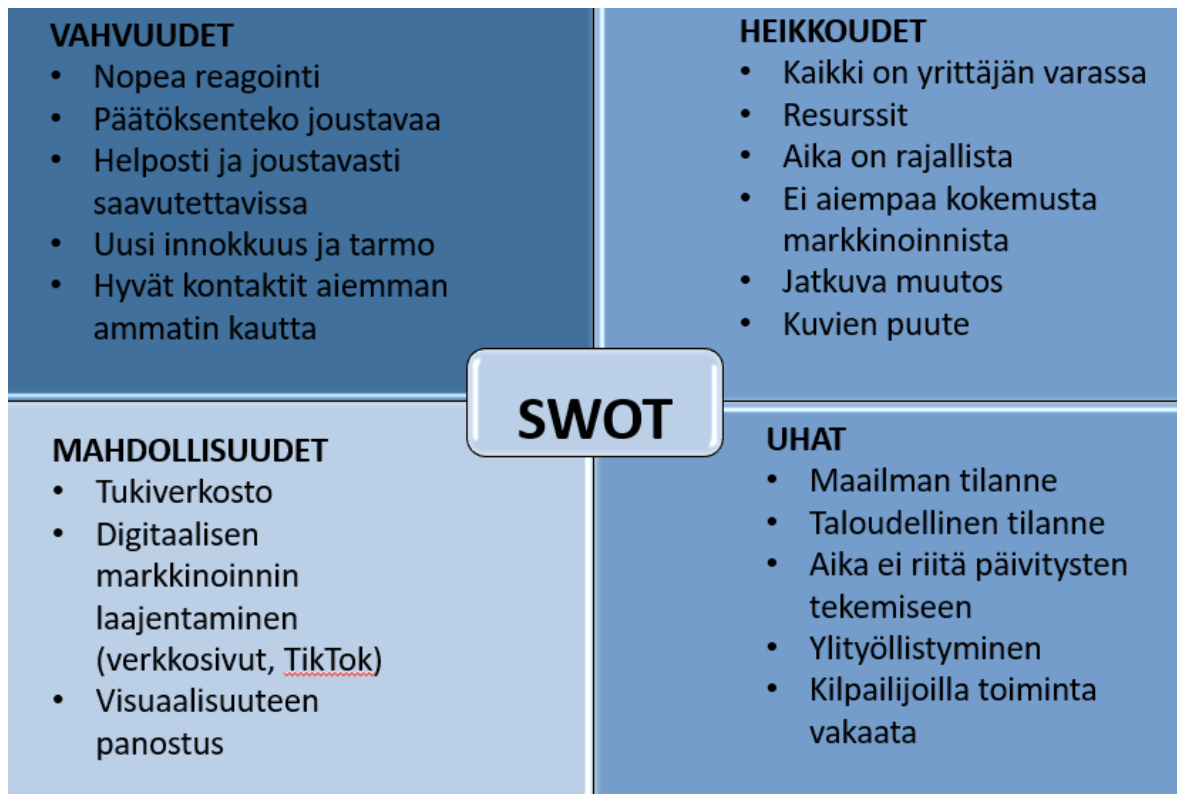 VAHVUUDET
• Nopea reagointi
• Päätöksenteko joustavaa
• Helposti ja joustavasti
saavutettavissa
• Uusi innokkuus ja tarmo
• Hyvät kontaktit aiemman
ammatin kautta
HEIKKOUDET
• Kaikki on yrittäjän varassa
• Resurssit
• Aika on rajallista
• Ei aiempaa kokemusta
markkinoinnista
• Jatkuva muutos
• Kuvien puute
SWOT
MAHDOLLISUUDET
• Tukiverkosto
• Digitaalisen
markkinoinnin
laajentaminen
(verkkosivut, TikTok)
• Visuaalisuuteen
panostus
UHAT
• Maailman tilanne
• Taloudellinen tilanne
• Aika ei riitä päivitysten
tekemiseen
• Ylityöllistyminen
• Kilpailijoilla toiminta
vakaata